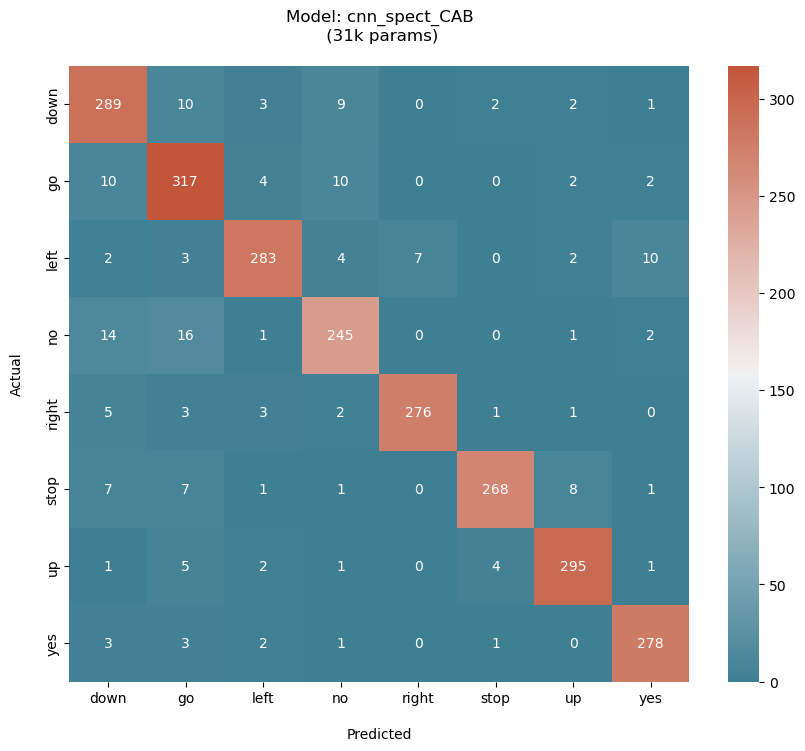 Model: cnn_spect_CAB
(31k params)
down 289 10 3 9 0 2 2 1
go 10 317 4 10 0 0 2 2
left 2 3 283 4 7 0 2 10
no 14 16 1 245 0 0 1 2
right 5 3 3 2 276 1 1 0
stop 7 7 1 1 0 268 8 1
up 1 5 2 1 0 4 295 1
yes 3 3 2 1 0 1 0 278
down go left no right stop up yes
Predicted
Actual
300
250
200
150
100
50
0